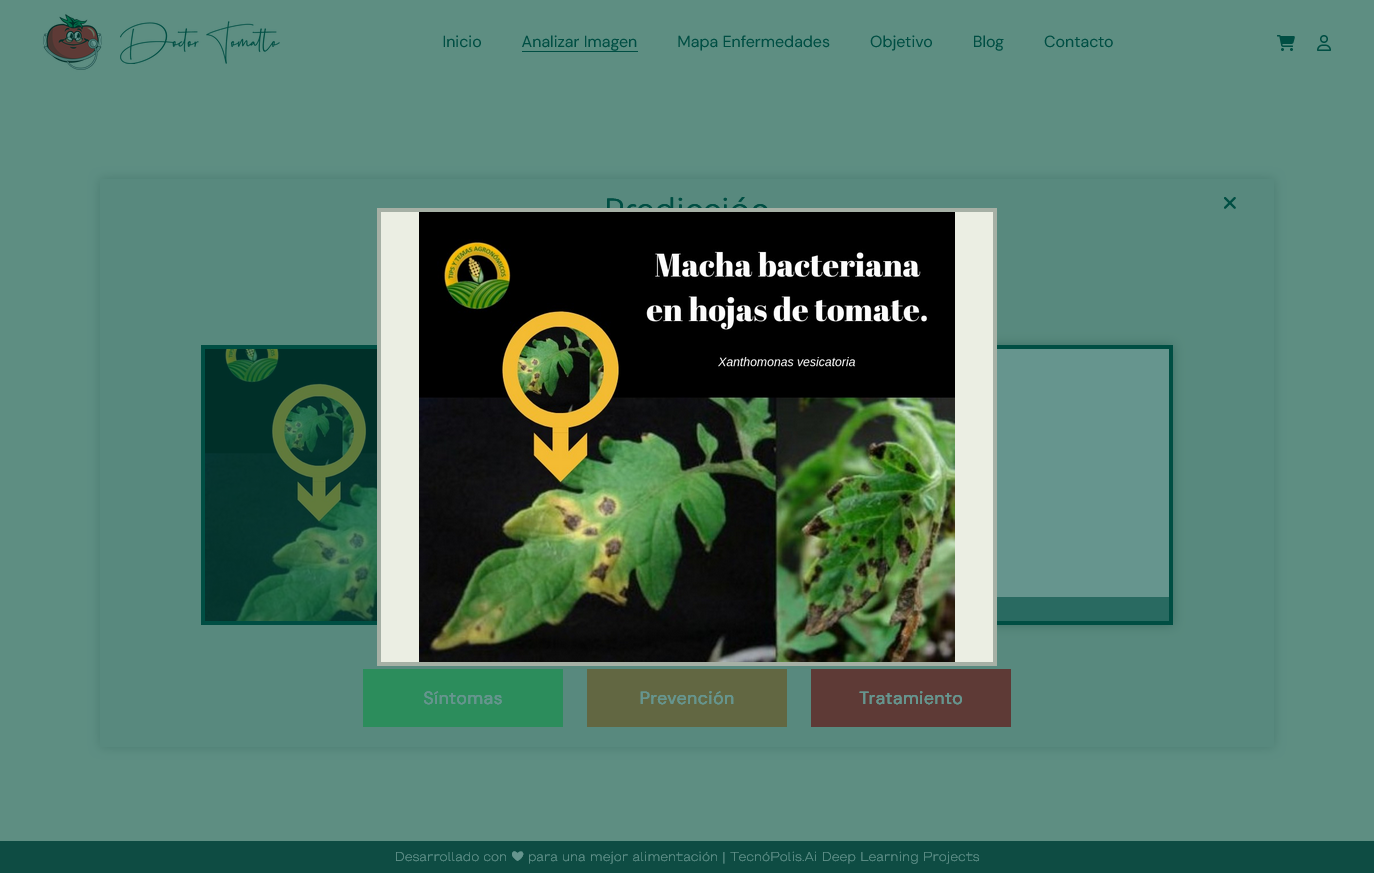 Doctor Tomatto
Inicio
Analizar Imagen
Mapa Enfermedades
Objetivo
Blog
Contacto
Predicción
TIPS Y TEMAS AGRONÓMICOS
Macha bacteriana
en hojas de tomate.
Xanthomonas vesicatoria
Síntomas
Prevención
Tratamiento
Desarrollado con para una mejor alimentación | TecnóPolis.Ai Deep Learning Projects